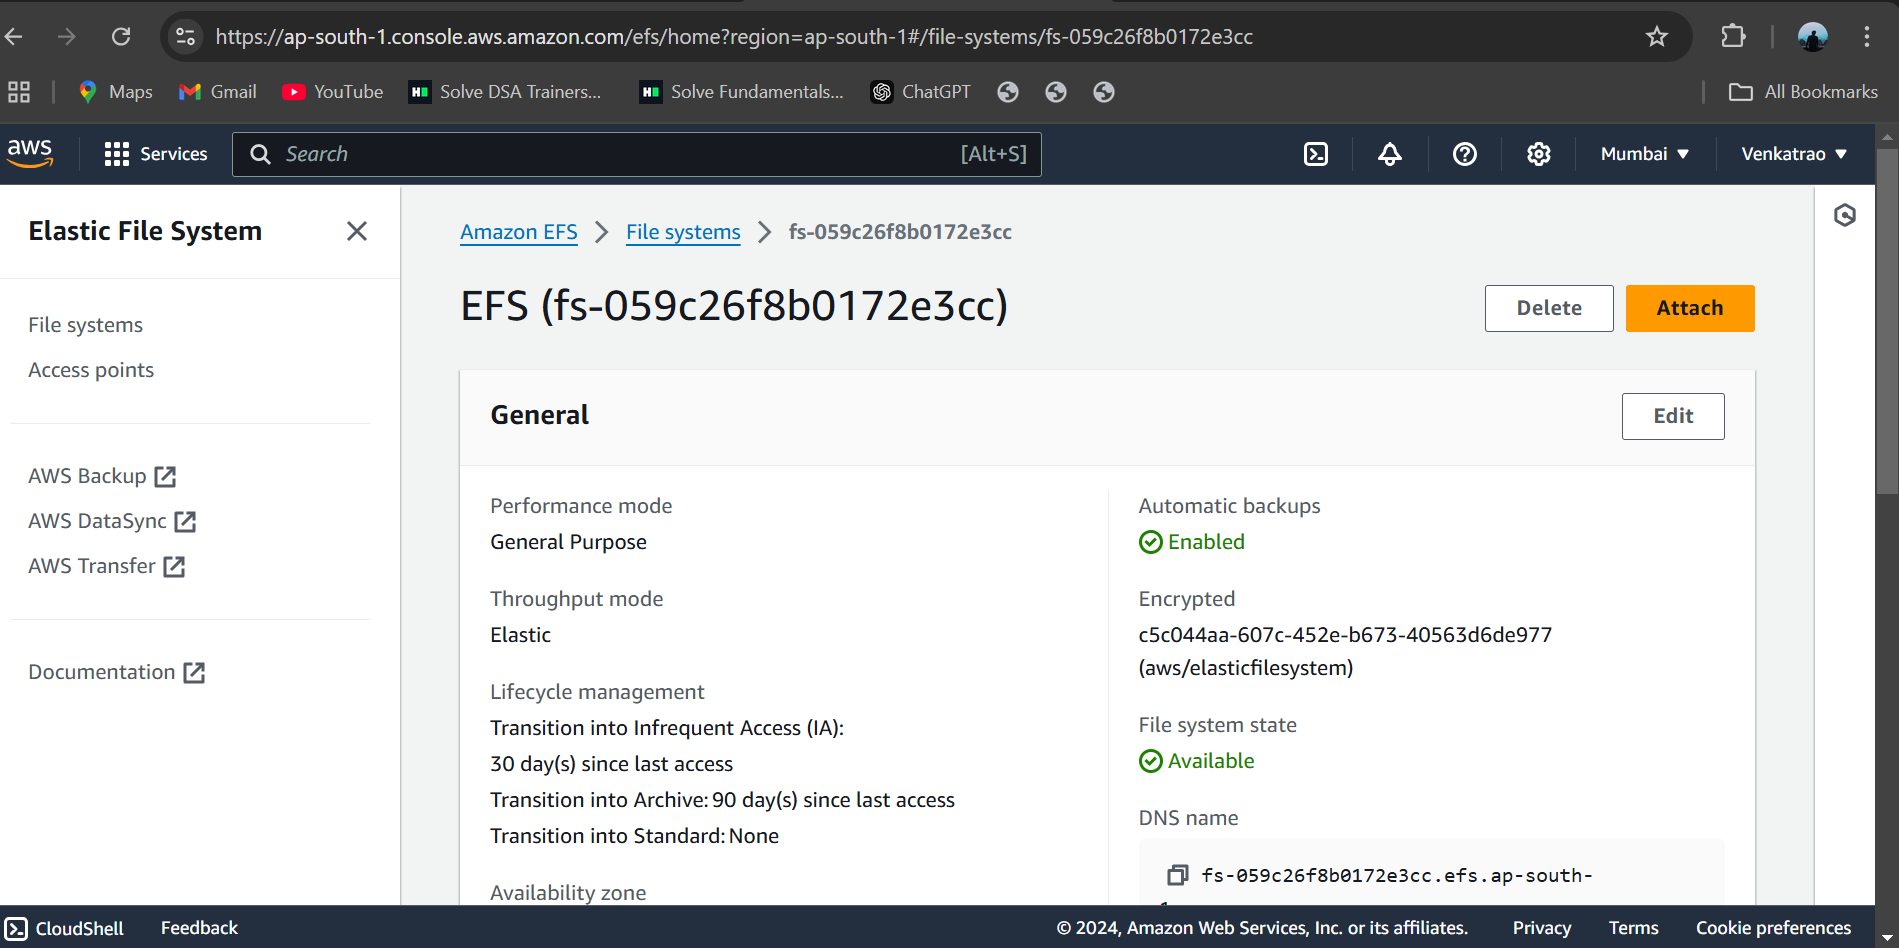 https://ap-south-1.console.aws.amazon.com/efs/home?region=ap-south-1#/file-systems/fs-059c26f8b0172e3cc
Maps Gmail YouTube Solve DSA Trainers... Solve Fundamentals... ChatGPT All Bookmarks
aws Services Search [Alt+S] Mumbai Venkatrao
Elastic File System
File systems
Access points
AWS Backup
AWS DataSync
AWS Transfer
Documentation
Amazon EFS File systems fs-059c26f8b0172e3cc
EFS (fs-059c26f8b0172e3cc)
Delete Attach
General
Edit
Performance mode
General Purpose
Throughput mode
Elastic
Lifecycle management
Transition into Infrequent Access (IA):
30 day(s) since last access
Transition into Archive: 90 day(s) since last access
Transition into Standard: None
Availability zone
Automatic backups
Enabled
Encrypted
c5c044aa-607c-452e-b673-40563d6de977
(aws/elasticfilesystem)
File system state
Available
DNS name
fs-059c26f8b0172e3cc.efs.ap-south-
CloudShell Feedback © 2024, Amazon Web Services, Inc. or its affiliates. Privacy Terms Cookie preferences